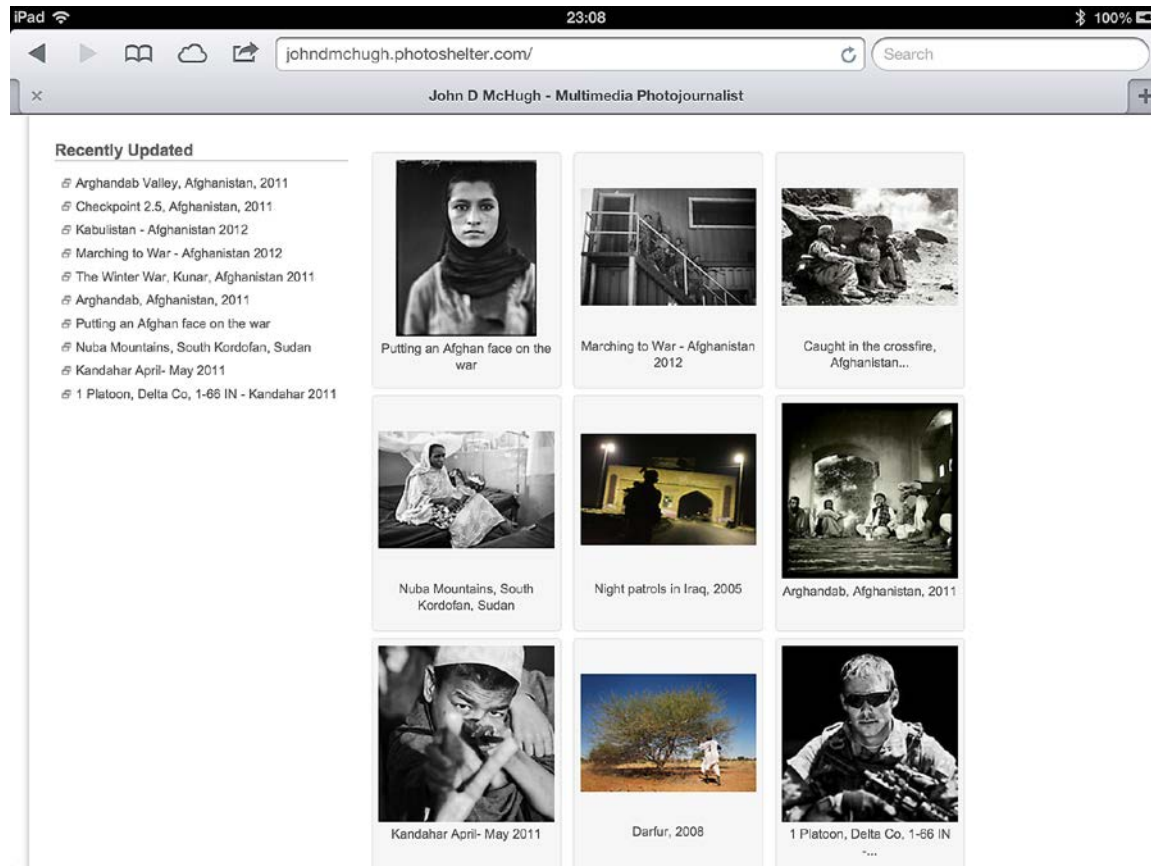 iPad 23:08 100%
johndmchugh.photoshelter.com/ Search
John D McHugh - Multimedia Photojournalist
Recently Updated
Arghandab Valley, Afghanistan, 2011
Checkpoint 2.5, Afghanistan, 2011
Kabulistan - Afghanistan 2012
Marching to War - Afghanistan 2012
The Winter War, Kunar, Afghanistan 2011
Arghandab, Afghanistan, 2011
Putting an Afghan face on the war
Nuba Mountains, South Kordofan, Sudan
Kandahar April- May 2011
1 Platoon, Delta Co, 1-66 IN - Kandahar 2011
Putting an Afghan face on the
war
Marching to War - Afghanistan
2012
Caught in the crossfire,
Afghanistan...
Nuba Mountains, South
Kordofan, Sudan
Night patrols in Iraq, 2005
Arghandab, Afghanistan, 2011
Kandahar April- May 2011
Darfur, 2008
1 Platoon, Delta Co, 1-66 IN
-...